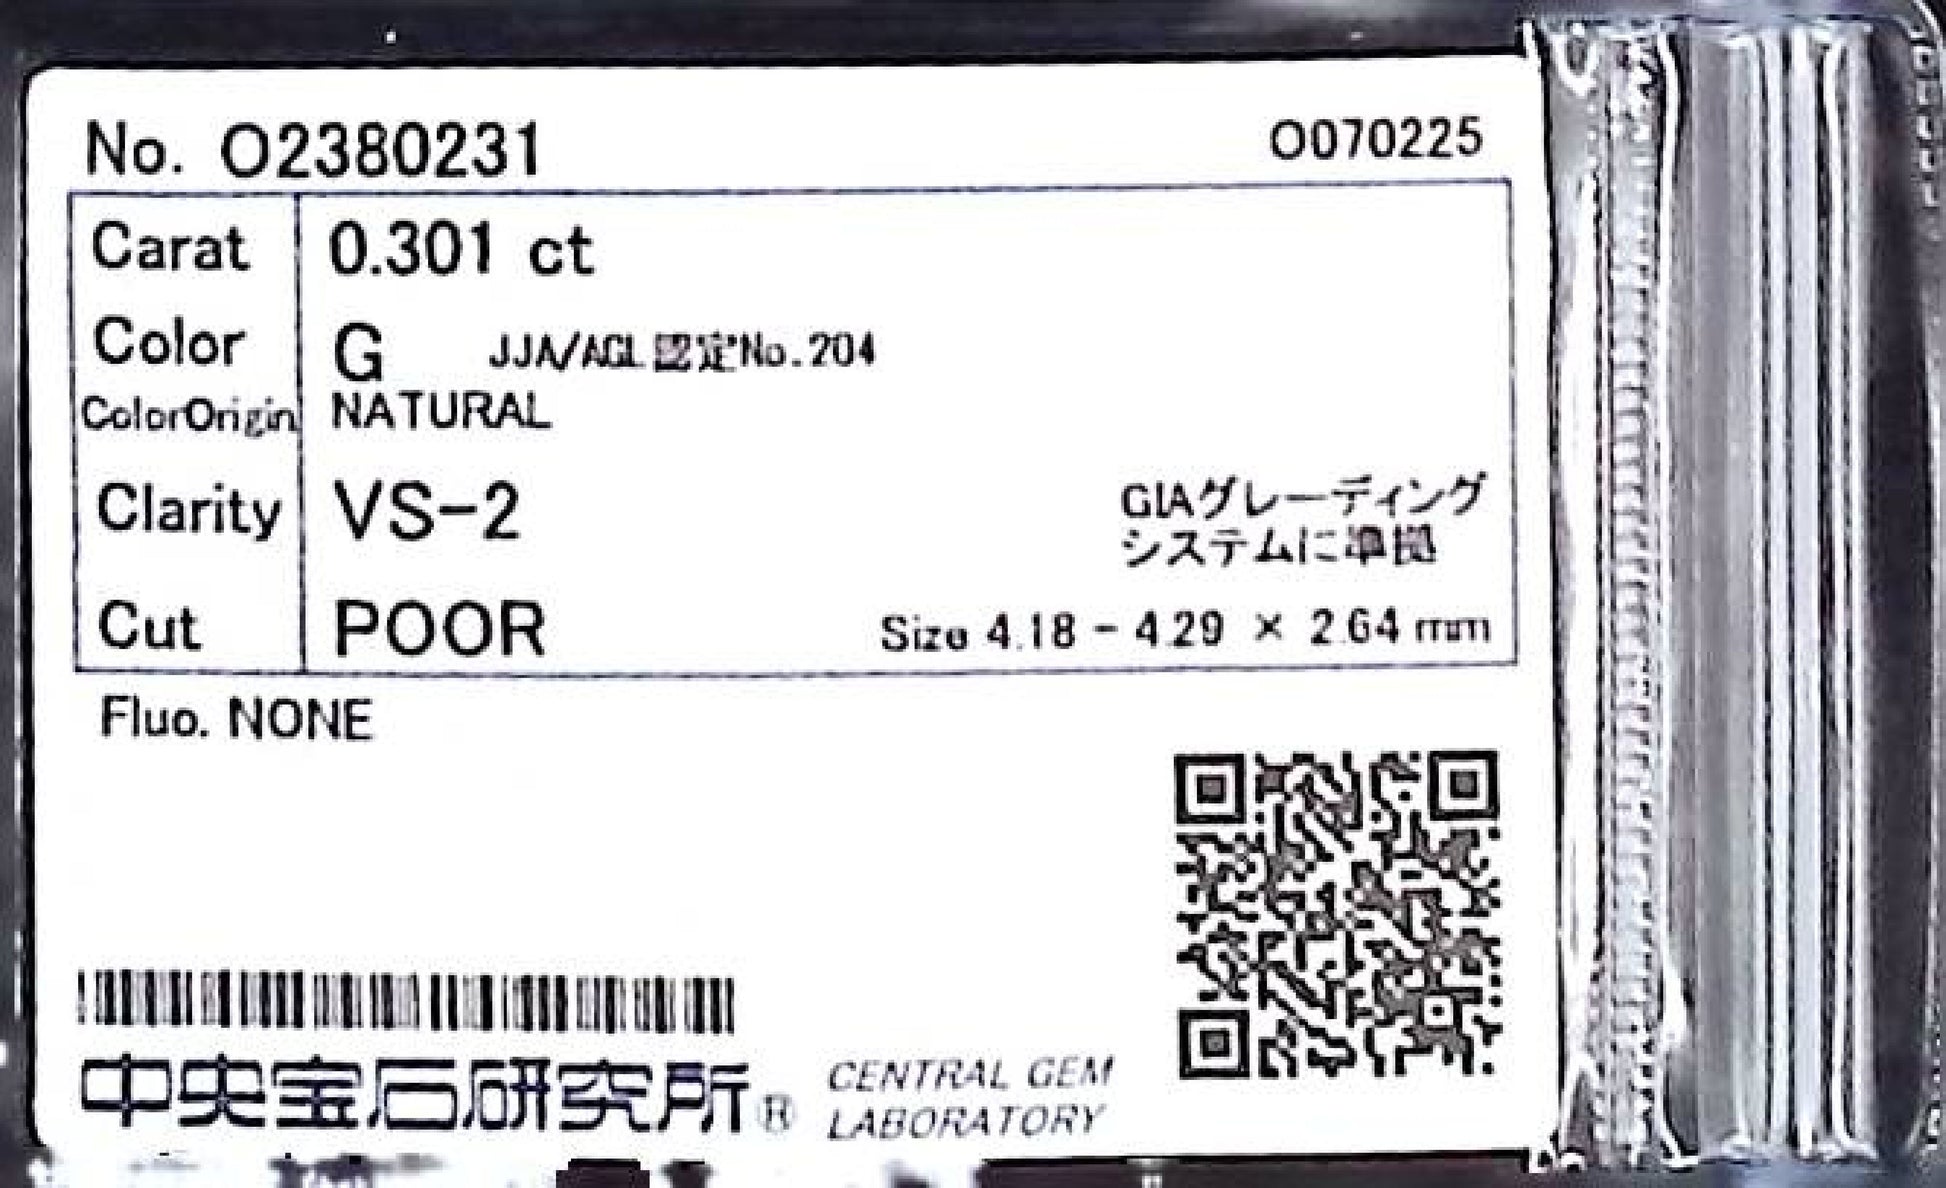 No. O2380231 O070225
Carat 0.301 ct
Color G JJA/AGL認定No.204
ColorOrigin NATURAL
Clarity VS-2 GIAグレーディング
システムに準拠
Cut POOR Size 4.18 - 4.29 × 2.64 mm
Fluo. NONE
中央宝石研究所® CENTRAL GEM
LABORATORY